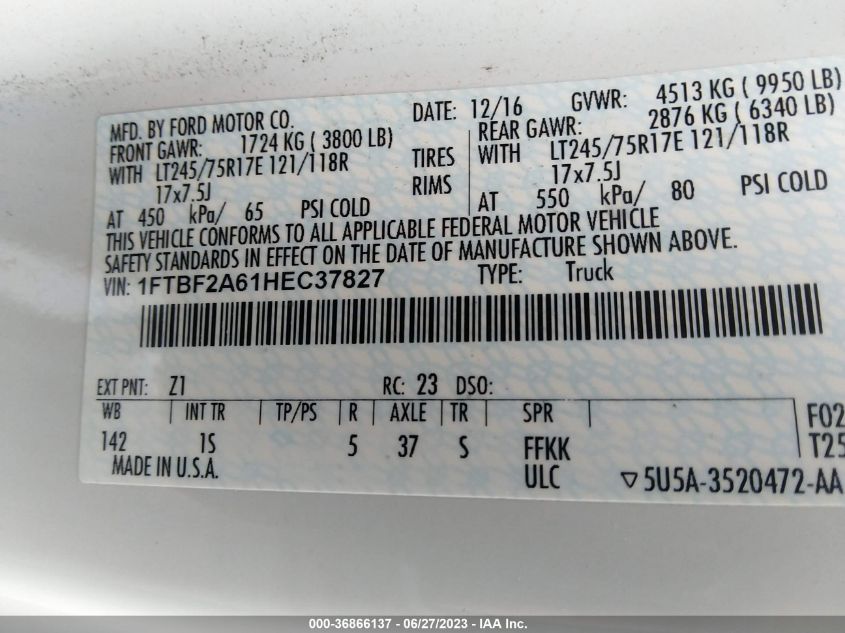 MFD. BY FORD MOTOR CO. DATE: 12/16 GVWR: 4513 KG ( 9950 LB)
FRONT GAWR: 1724 KG ( 3800 LB) REAR GAWR: 2876 KG ( 6340 LB)
WITH LT245/75R17E 121/118R TIRES WITH LT245/75R17E 121/118R
17x7.5J RIMS 17x7.5J
AT 450 kPa/ 65 PSI COLD AT 550 kPa/ 80 PSI COLD
THIS VEHICLE CONFORMS TO ALL APPLICABLE FEDERAL MOTOR VEHICLE
SAFETY STANDARDS IN EFFECT ON THE DATE OF MANUFACTURE SHOWN ABOVE.
VIN: 1FTBF2A61HEC37827 TYPE: Truck
EXT PNT: Z1 RC: 23 DSO:
WB INT TR TP/PS R AXLE TR SPR F02
142 1S 5 37 S FFKK T25
MADE IN U.S.A. ULC 5U5A-3520472-AA
000-36866137 - 06/27/2023 - IAA Inc.